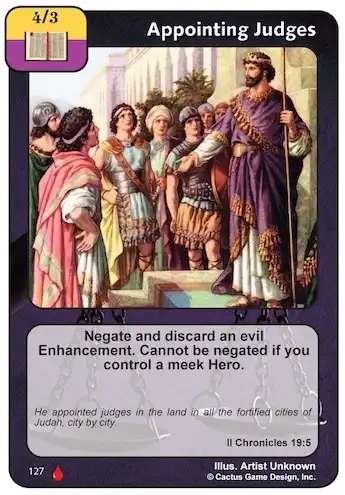 4/3
Appointing Judges
Negate and discard an evil
Enhancement. Cannot be negated if you
control a meek Hero.
He appointed judges in the land in all the fortified cities of
Judah, city by city.
II Chronicles 19:5
127
Illus. Artist Unknown
© Cactus Game Design, Inc.